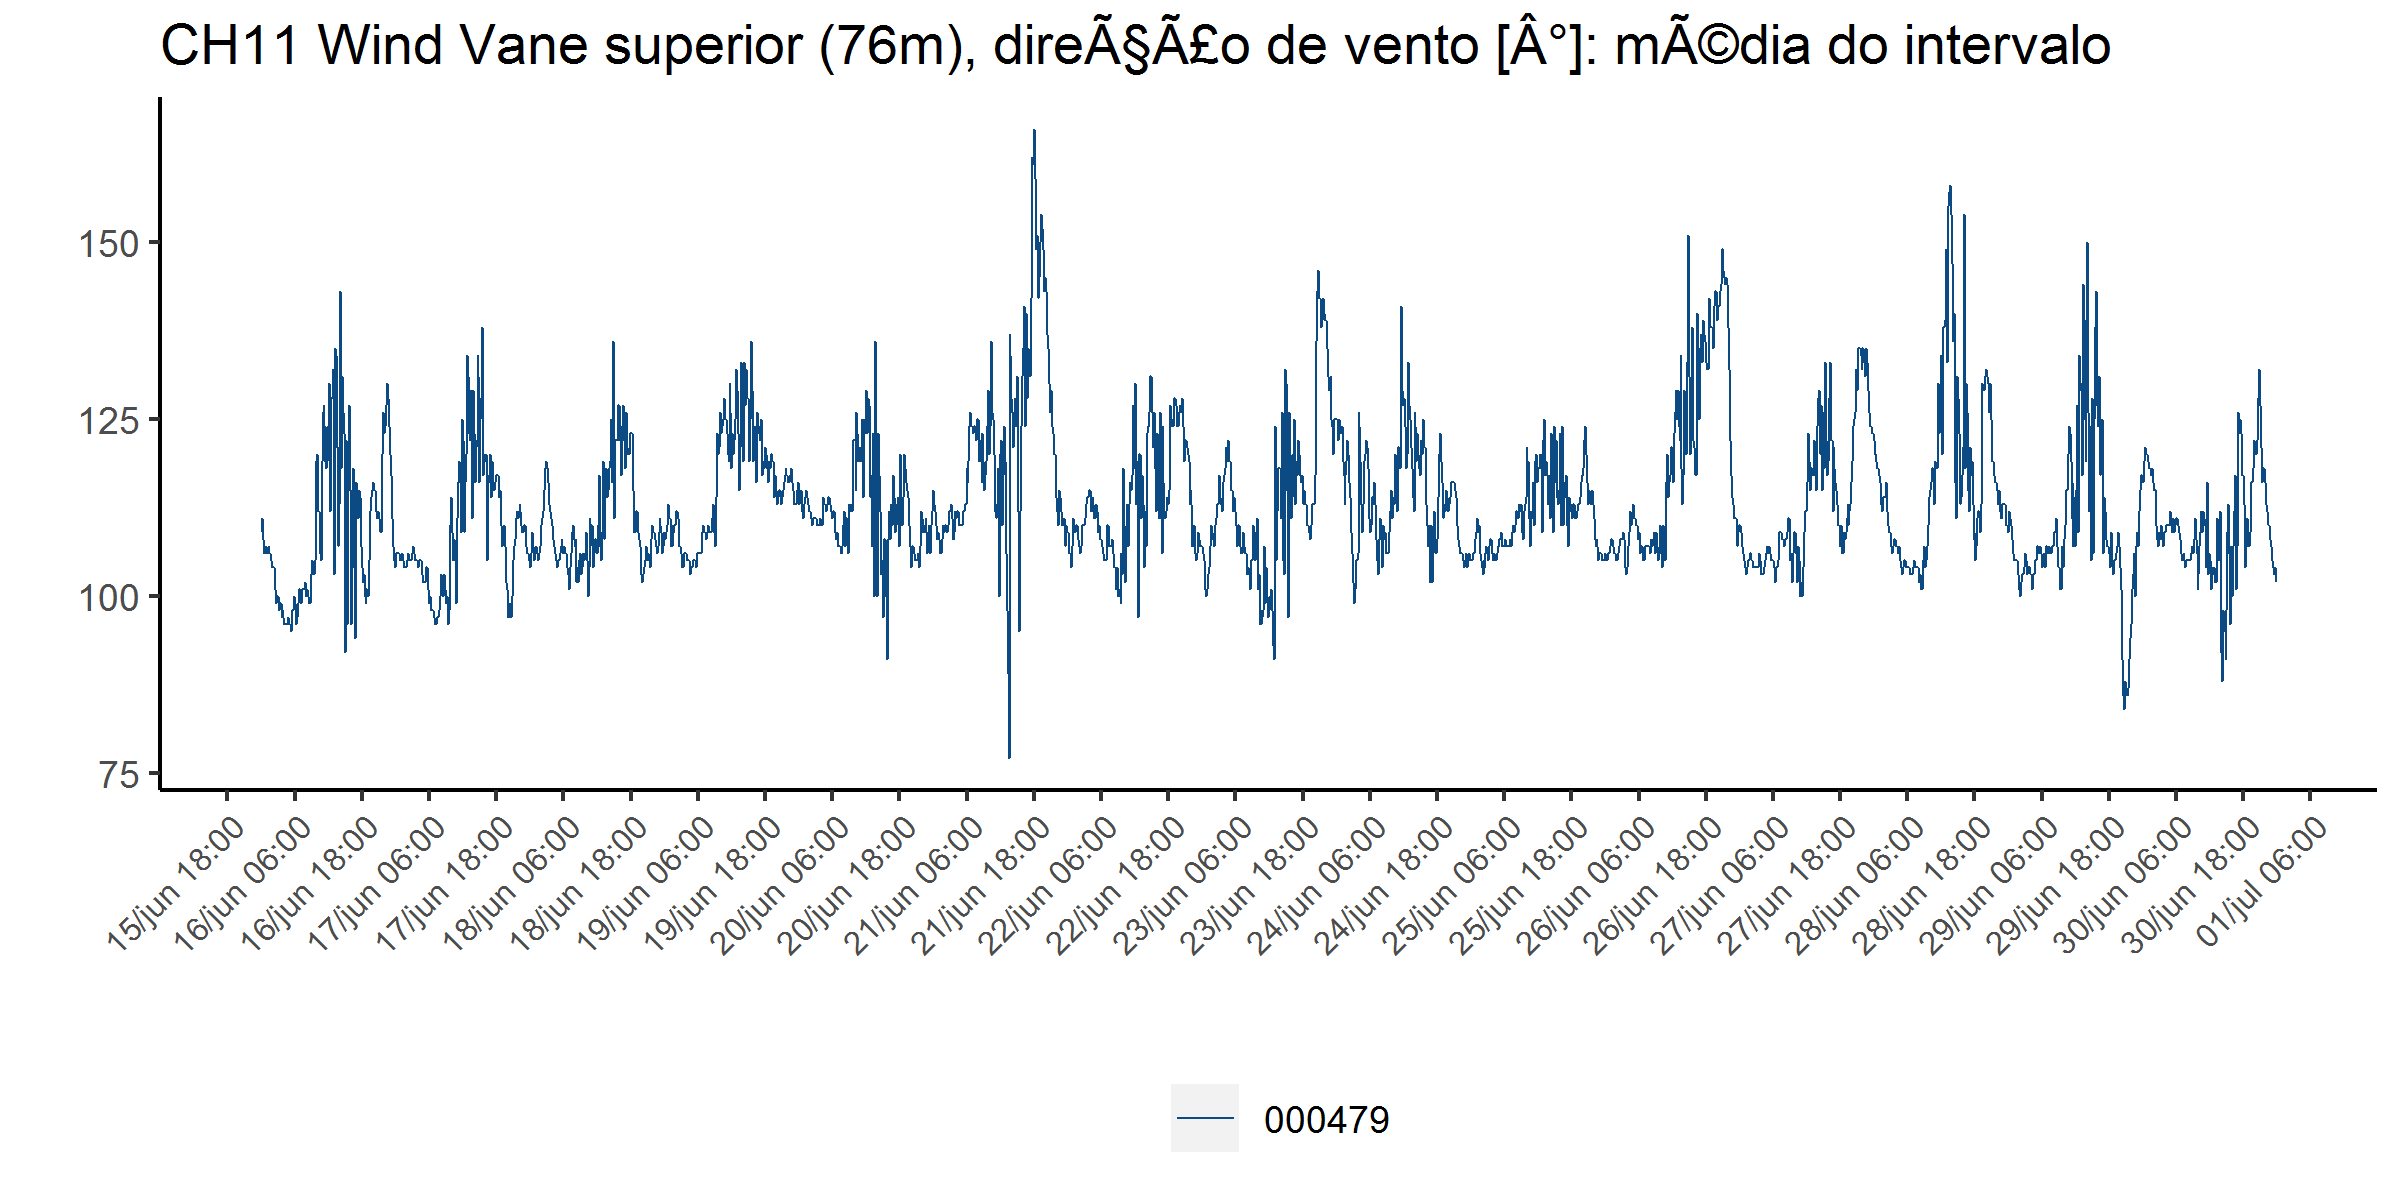 CH11 Wind Vane superior (76m), direÃ§Ã£o de vento [Â°]: mÃ©dia do intervalo
150
125
100
75
15/jun 18:00
16/jun 06:00
16/jun 18:00
17/jun 06:00
17/jun 18:00
18/jun 06:00
18/jun 18:00
19/jun 06:00
19/jun 18:00
20/jun 06:00
20/jun 18:00
21/jun 06:00
21/jun 18:00
22/jun 06:00
22/jun 18:00
23/jun 06:00
23/jun 18:00
24/jun 06:00
24/jun 18:00
25/jun 06:00
25/jun 18:00
26/jun 06:00
26/jun 18:00
27/jun 06:00
27/jun 18:00
28/jun 06:00
28/jun 18:00
29/jun 06:00
29/jun 18:00
30/jun 06:00
30/jun 18:00
01/jul 06:00
000479